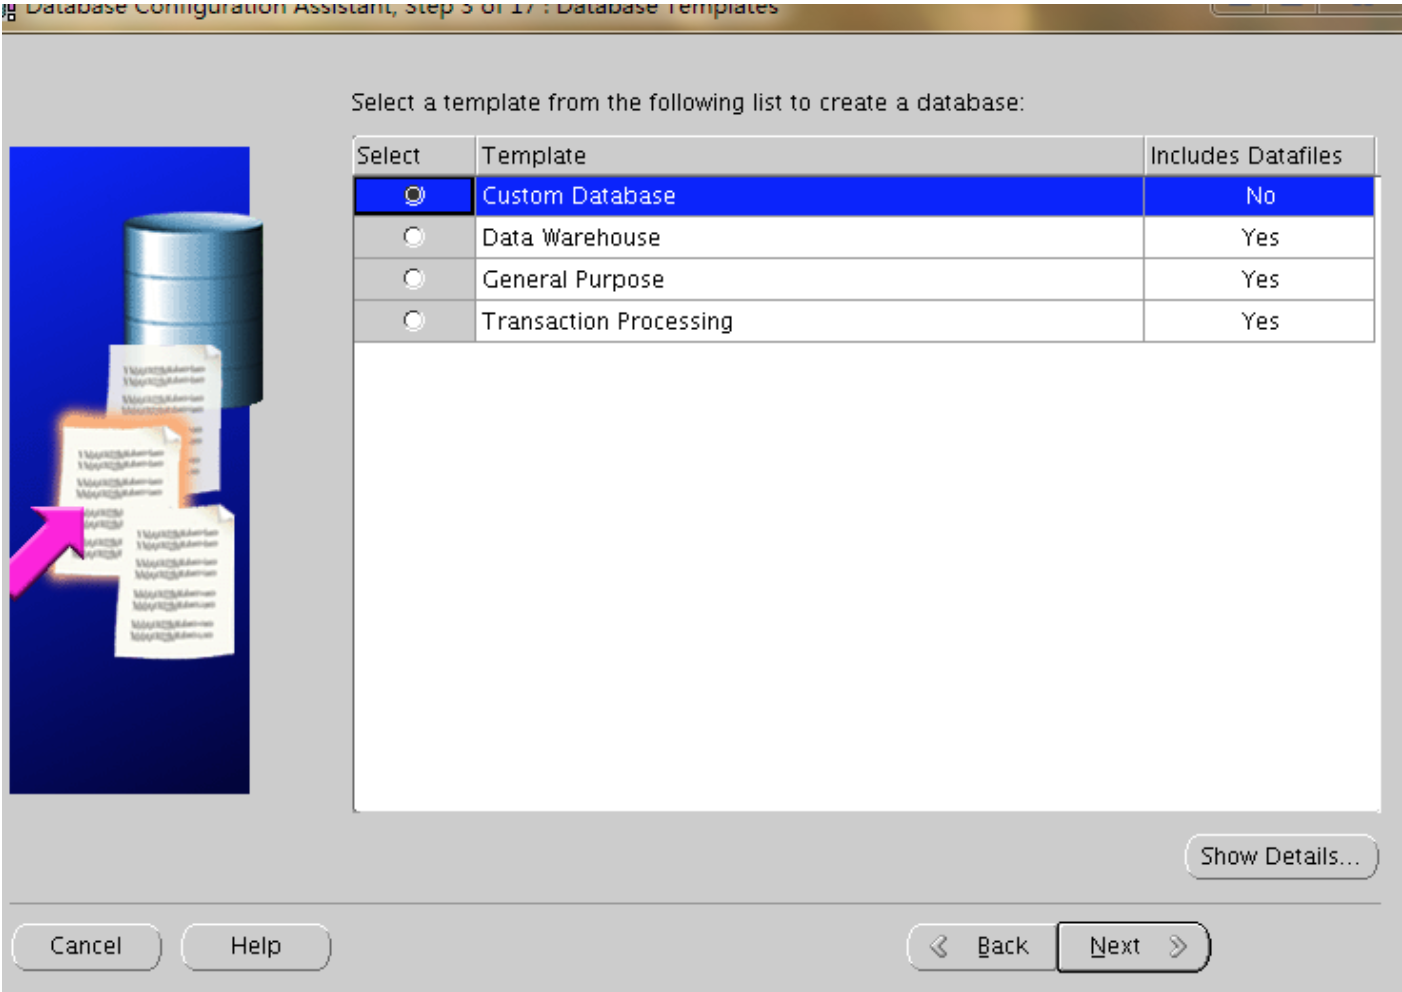 Database Configuration Assistant, Step 3 of 17 : Database Templates
Select a template from the following list to create a database:
Select Template Includes Datafiles
Custom Database No
Data Warehouse Yes
General Purpose Yes
Transaction Processing Yes
Show Details...
Cancel Help Back Next